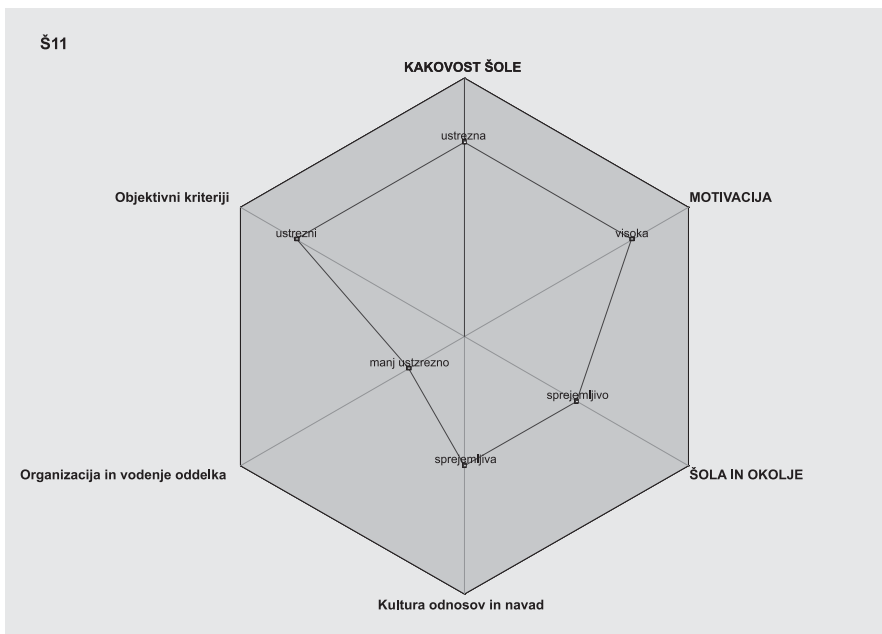 Š11
KAKOVOST ŠOLE
ustrezna
Objektivni kriteriji
MOTIVACIJA
ustrezni
visoka
manj ustzrezno
sprejemljivo
sprejemljiva
Organizacija in vodenje oddelka
ŠOLA IN OKOLJE
Kultura odnosov in navad